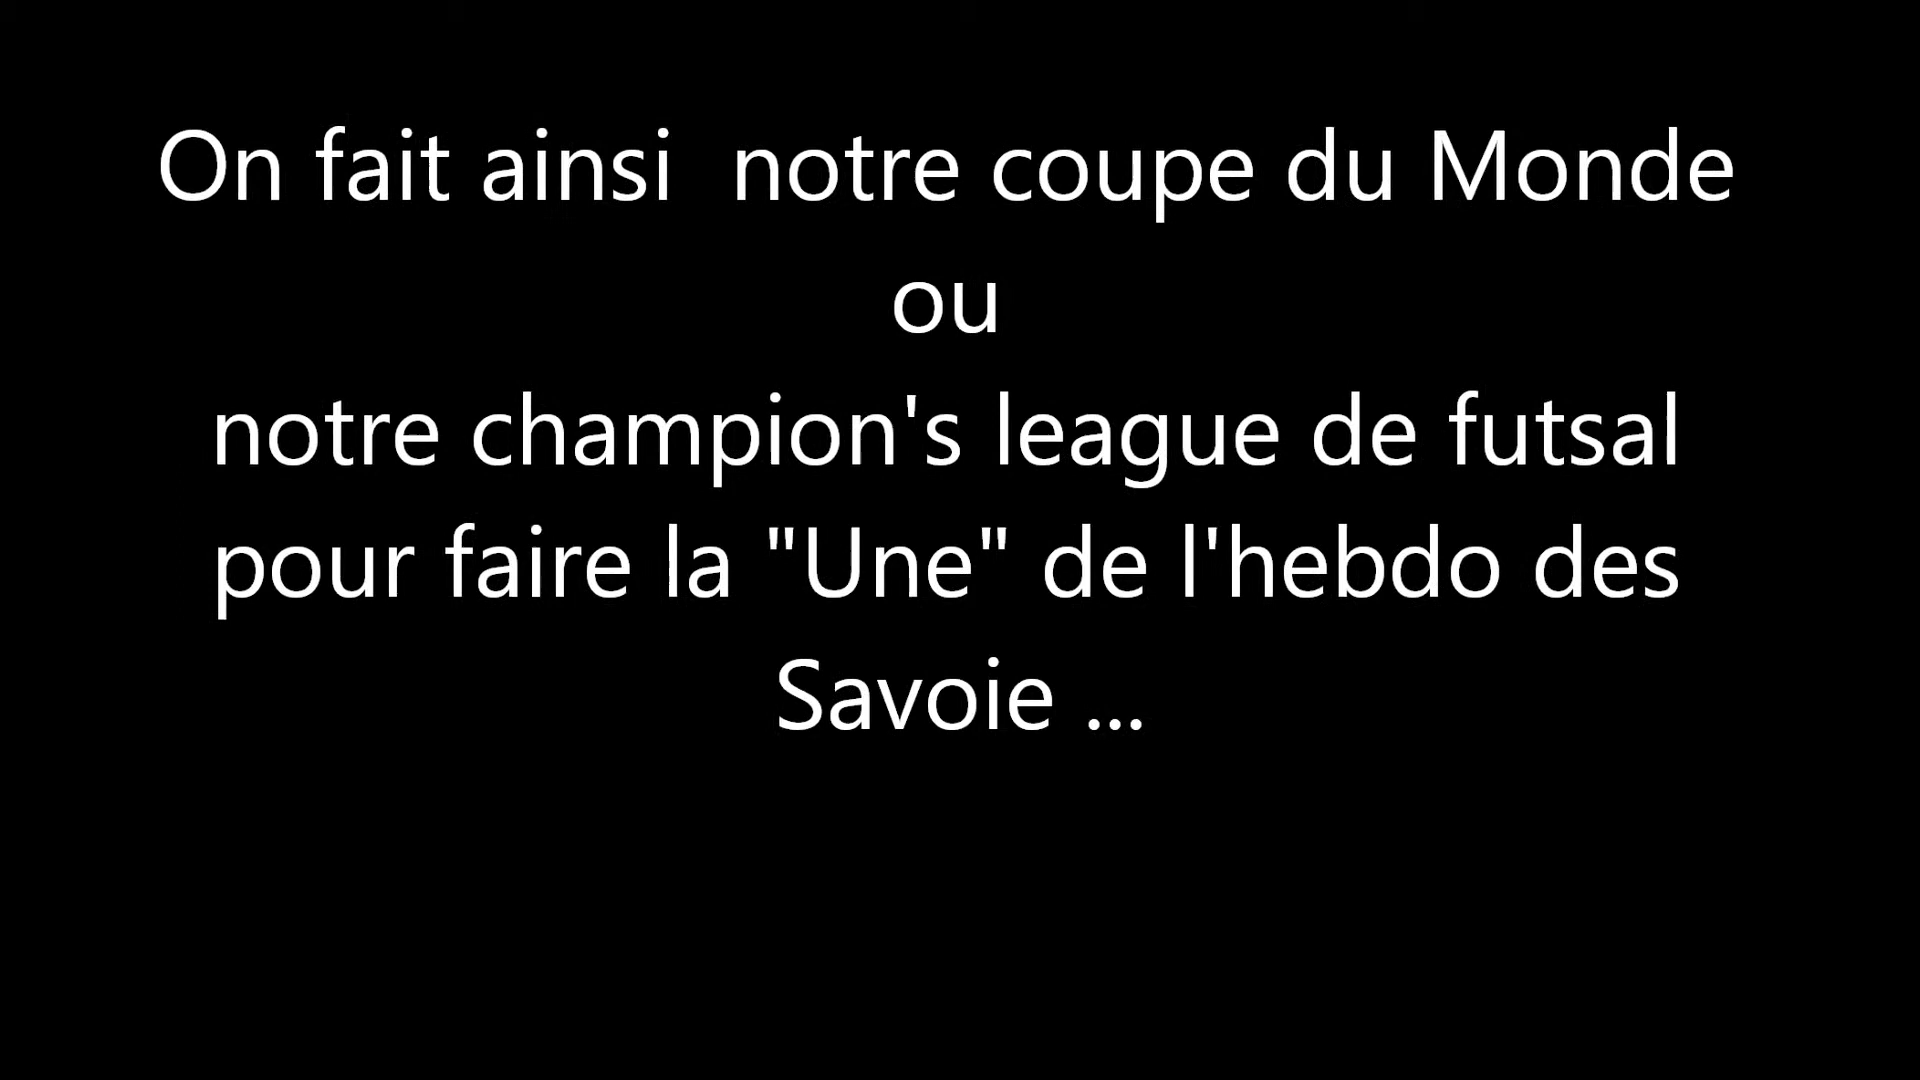 On fait ainsi  notre coupe du Monde
ou
notre champion's league de futsal
pour faire la "Une" de l'hebdo des
Savoie ...